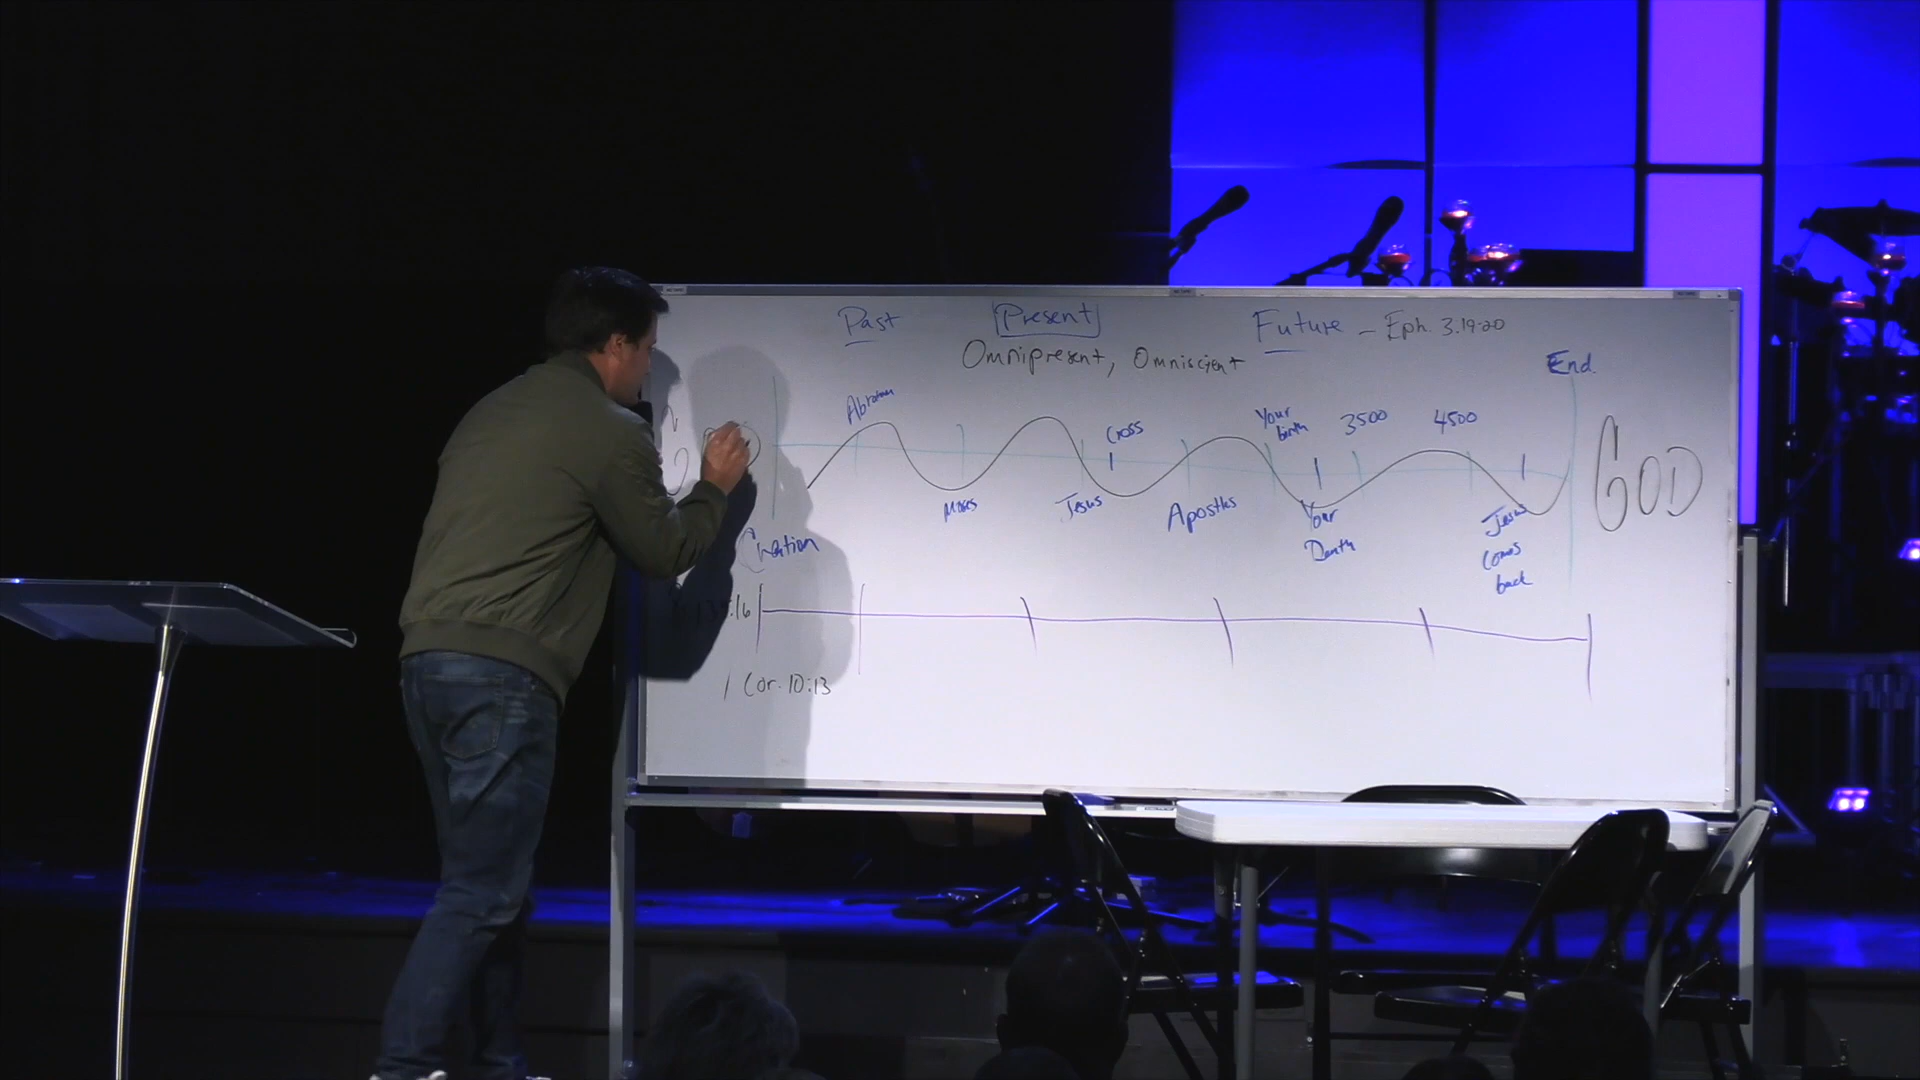 Past Present Future - Eph. 3.19-20
Omnipresent, Omniscient
End.
Abraham
Cross
Your birth
3500
4500
GOD
Moses
Jesus
Apostles
Your Death
Jesus comes back
Creation
:16
1 Cor. 10:13